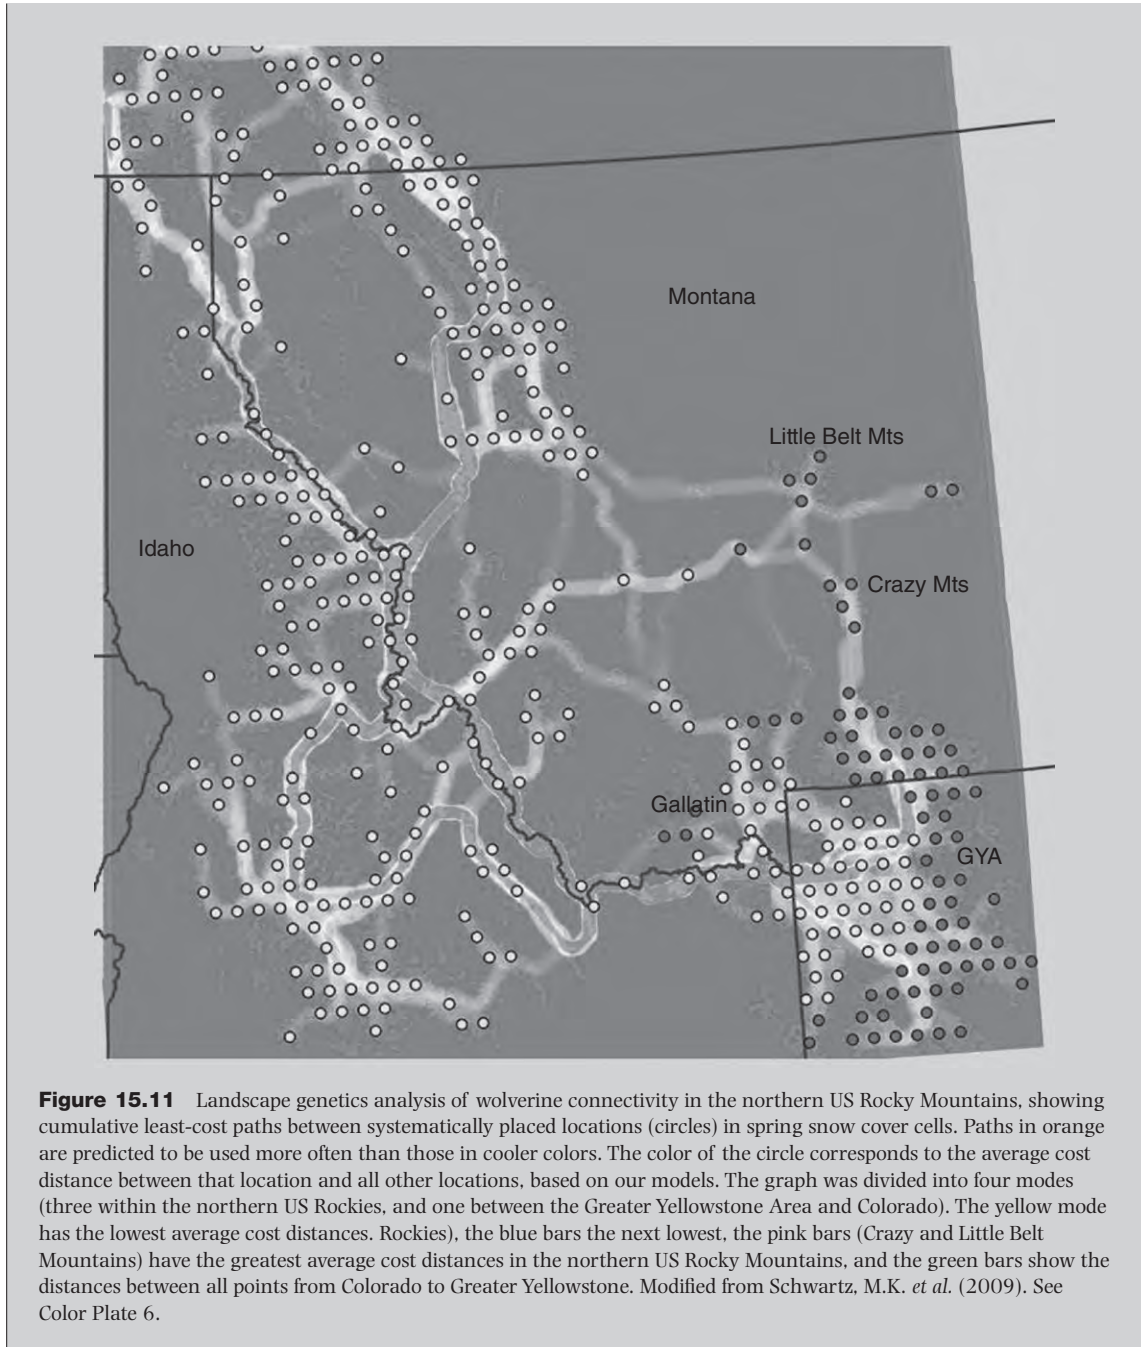 Montana
Little Belt Mts
Idaho
Crazy Mts
Gallatin
GYA
Figure 15.11 Landscape genetics analysis of wolverine connectivity in the northern US Rocky Mountains, showing
cumulative least-cost paths between systematically placed locations (circles) in spring snow cover cells. Paths in orange
are predicted to be used more often than those in cooler colors. The color of the circle corresponds to the average cost
distance between that location and all other locations, based on our models. The graph was divided into four modes
(three within the northern US Rockies, and one between the Greater Yellowstone Area and Colorado). The yellow mode
has the lowest average cost distances. Rockies), the blue bars the next lowest, the pink bars (Crazy and Little Belt
Mountains) have the greatest average cost distances in the northern US Rocky Mountains, and the green bars show the
distances between all points from Colorado to Greater Yellowstone. Modified from Schwartz, M.K. et al. (2009). See
Color Plate 6.